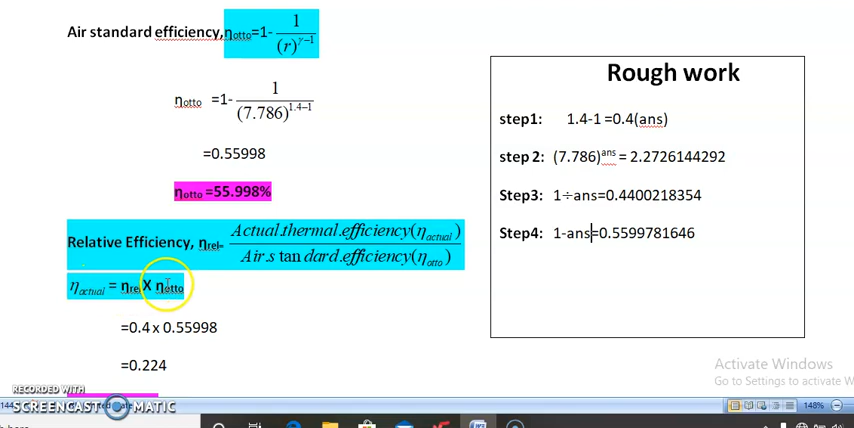 Air standard efficiency,ηotto=1- 1/(r)^γ−1
ηotto =1- 1/(7.786)^1.4−1
=0.55998
ηotto =55.998%
Relative Efficiency, ηrel= Actual.thermal.efficiency(ηactual)/Air.s tan dard.efficiency(ηotto)
ηactual = ηrelX ηotto
=0.4 x 0.55998
=0.224
Rough work
step1: 1.4-1 =0.4(ans)
step 2: (7.786)^ans = 2.2726144292
Step3: 1÷ans=0.4400218354
Step4: 1-ans=0.5599781646
Activate Windows
Go to Settings to activate W
RECORDED WITH
SCREENCAST MATIC
144
148%
here